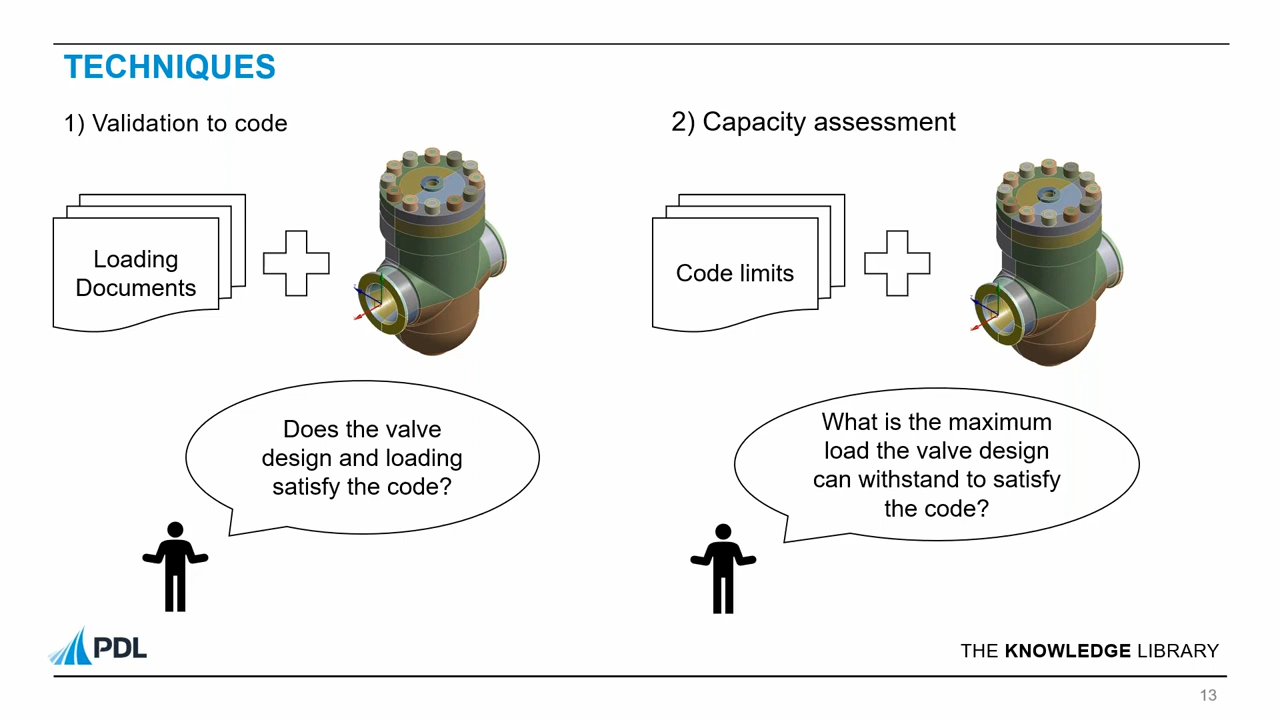 TECHNIQUES
1) Validation to code
Loading
Documents
Does the valve
design and loading
satisfy the code?
2) Capacity assessment
Code limits
What is the maximum
load the valve design
can withstand to satisfy
the code?
PDL
THE KNOWLEDGE LIBRARY
13